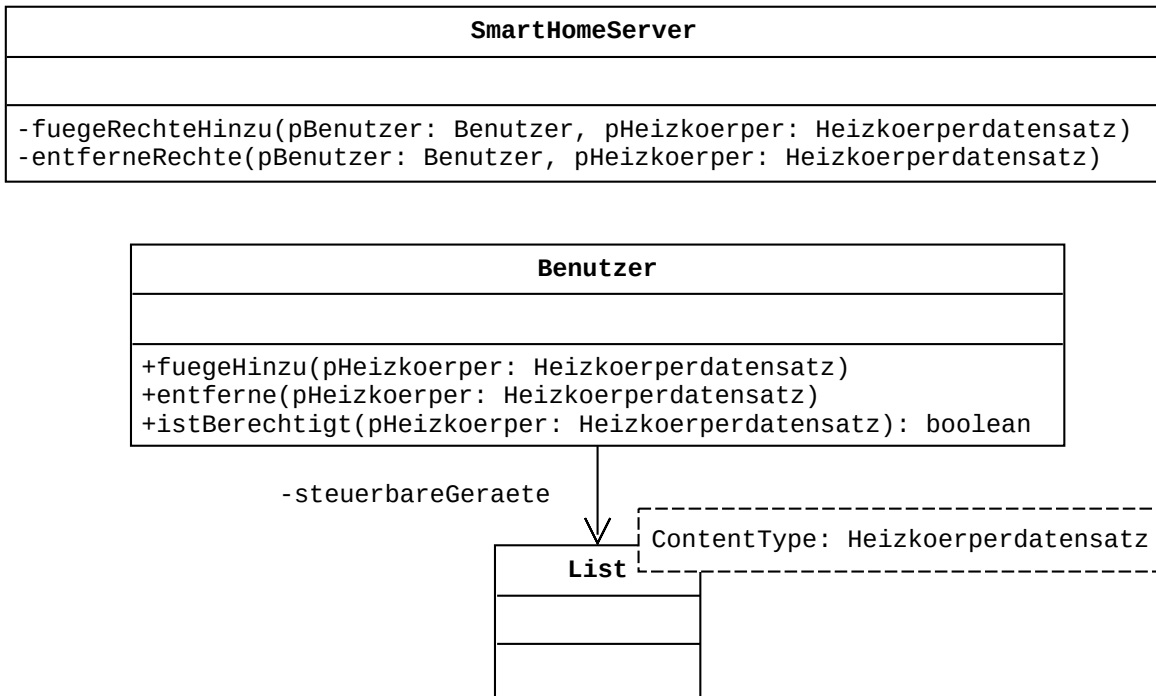 SmartHomeServer
-fuegeRechteHinzu(pBenutzer: Benutzer, pHeizkoerper: Heizkoerperdatensatz)
-entferneRechte(pBenutzer: Benutzer, pHeizkoerper: Heizkoerperdatensatz)
Benutzer
+fuegeHinzu(pHeizkoerper: Heizkoerperdatensatz)
+entferne(pHeizkoerper: Heizkoerperdatensatz)
+istBerechtigt(pHeizkoerper: Heizkoerperdatensatz): boolean
-steuerbareGeraete
ContentType: Heizkoerperdatensatz
List